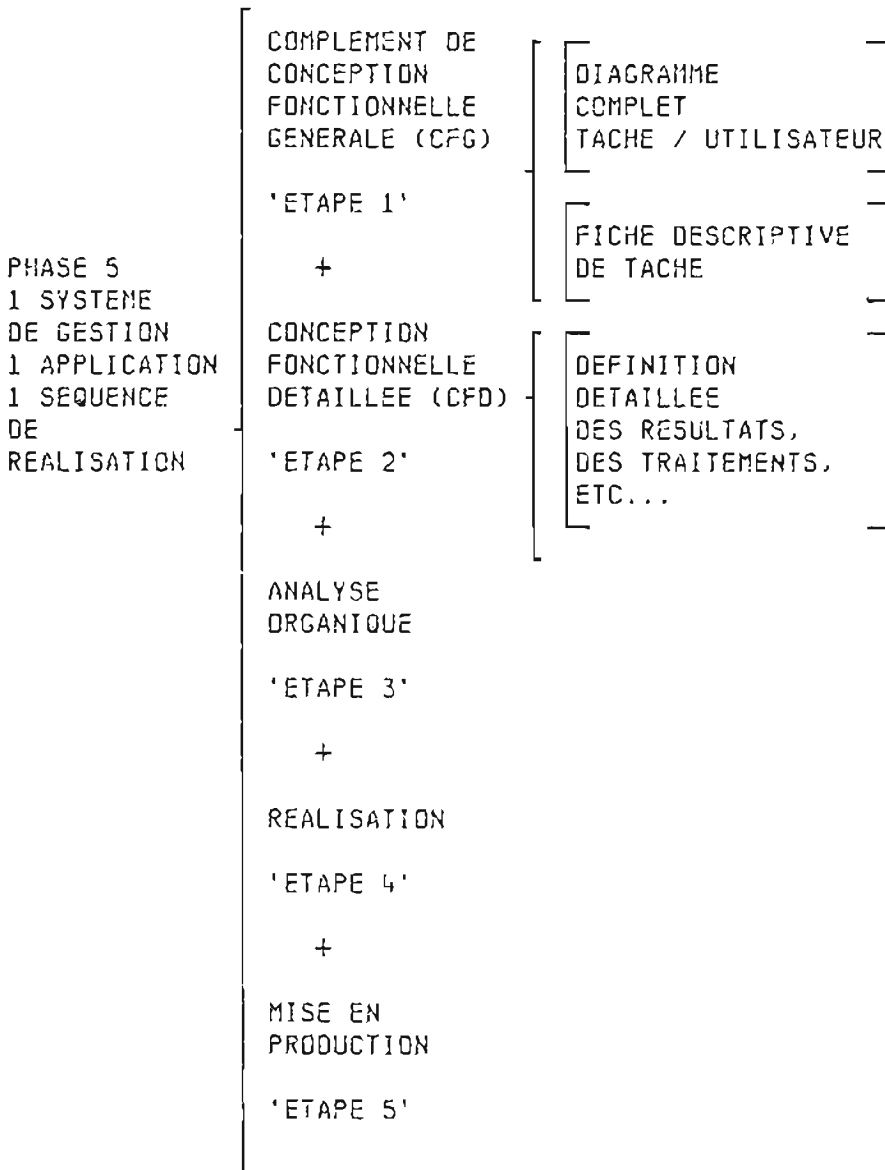 PHASE 5
1 SYSTEME
DE GESTION
1 APPLICATION
1 SEQUENCE
DE
REALISATION
COMPLEMENT DE
CONCEPTION
FONCTIONNELLE
GENERALE (CFG)
'ETAPE 1'
+
CONCEPTION
FONCTIONNELLE
DETAILLEE (CFD)
'ETAPE 2'
+
ANALYSE
ORGANIQUE
'ETAPE 3'
+
REALISATION
'ETAPE 4'
+
MISE EN
PRODUCTION
'ETAPE 5'
DIAGRAMME
COMPLET
TACHE / UTILISATEUR
FICHE DESCRIPTIVE
DE TACHE
DEFINITION
DETAILLEE
DES RESULTATS,
DES TRAITEMENTS,
ETC...